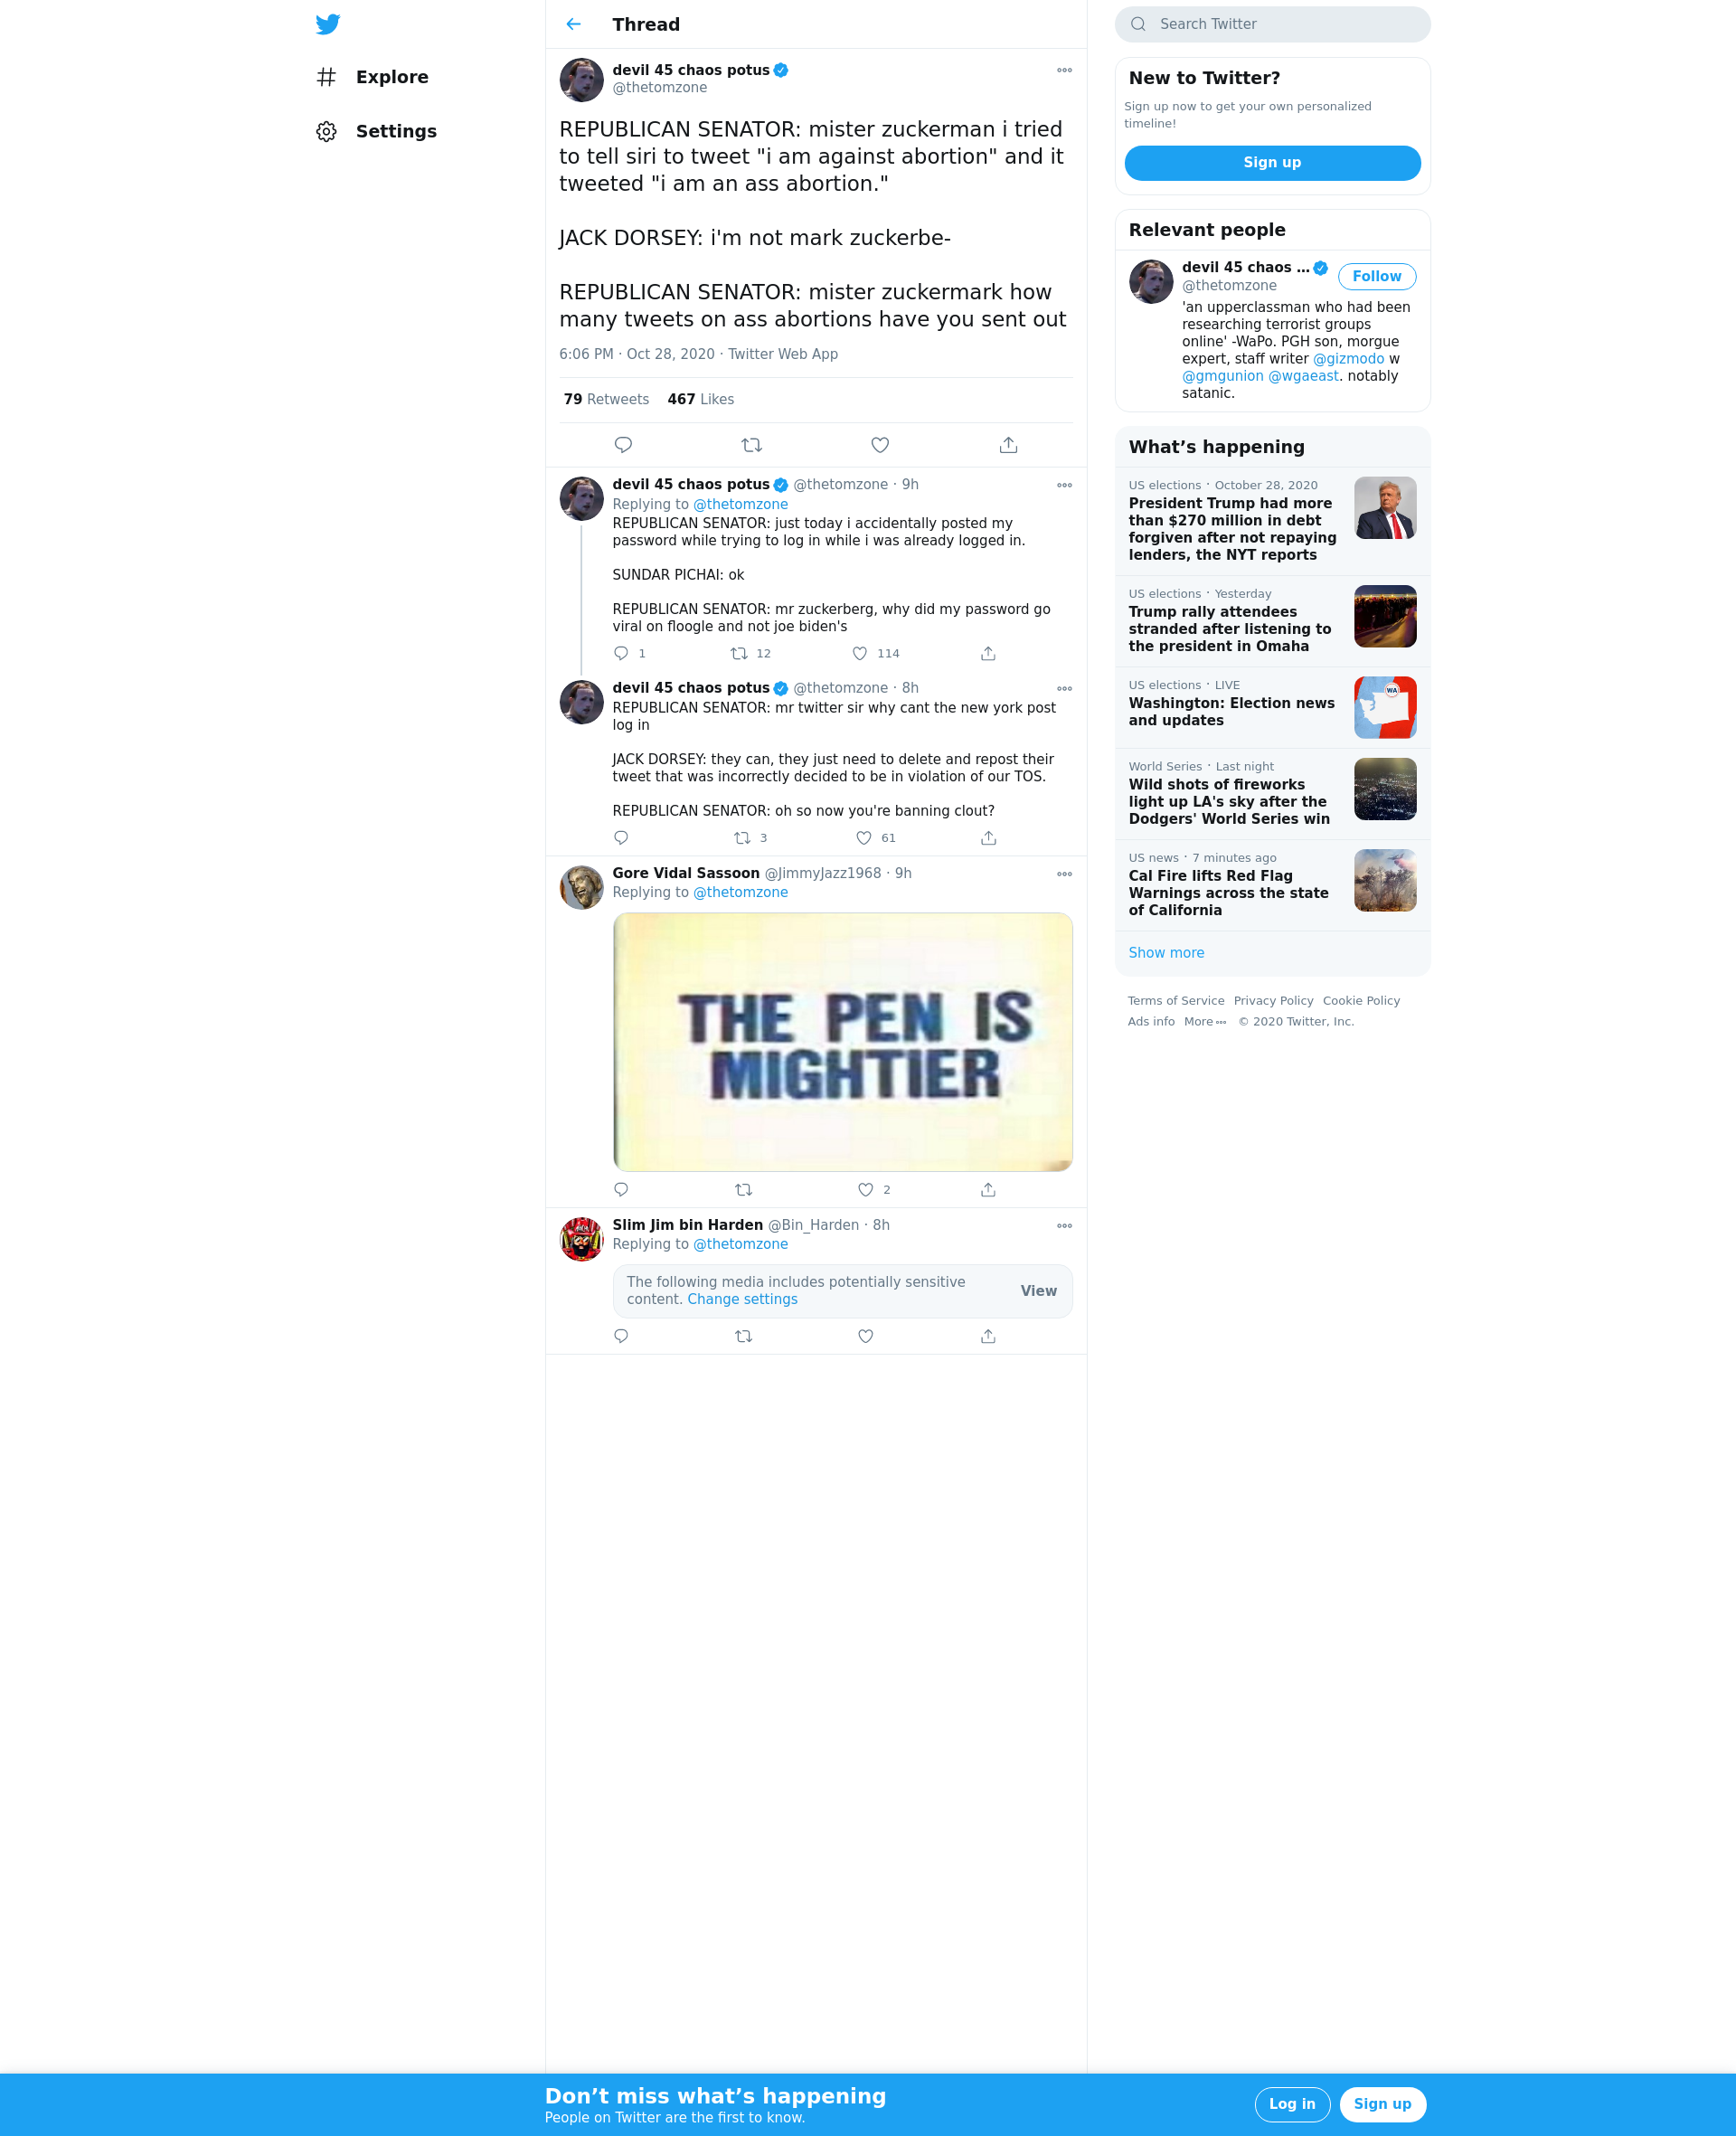 Explore
Settings
Thread
devil 45 chaos potus
@thetomzone
REPUBLICAN SENATOR: mister zuckerman i tried
to tell siri to tweet "i am against abortion" and it
tweeted "i am an ass abortion."
JACK DORSEY: i'm not mark zuckerbe-
REPUBLICAN SENATOR: mister zuckermark how
many tweets on ass abortions have you sent out
6:06 PM · Oct 28, 2020 · Twitter Web App
79 Retweets 467 Likes
devil 45 chaos potus @thetomzone · 9h
Replying to @thetomzone
REPUBLICAN SENATOR: just today i accidentally posted my
password while trying to log in while i was already logged in.
SUNDAR PICHAI: ok
REPUBLICAN SENATOR: mr zuckerberg, why did my password go
viral on floogle and not joe biden's
1 12 114
devil 45 chaos potus @thetomzone · 8h
REPUBLICAN SENATOR: mr twitter sir why cant the new york post
log in
JACK DORSEY: they can, they just need to delete and repost their
tweet that was incorrectly decided to be in violation of our TOS.
REPUBLICAN SENATOR: oh so now you're banning clout?
3 61
Gore Vidal Sassoon @JimmyJazz1968 · 9h
Replying to @thetomzone
THE PEN IS
MIGHTIER
2
Slim Jim bin Harden @Bin_Harden · 8h
Replying to @thetomzone
The following media includes potentially sensitive
content. Change settings
View
Search Twitter
New to Twitter?
Sign up now to get your own personalized
timeline!
Sign up
Relevant people
devil 45 chaos ...
@thetomzone
Follow
'an upperclassman who had been
researching terrorist groups
online' -WaPo. PGH son, morgue
expert, staff writer @gizmodo w
@gmgunion @wgaeast. notably
satanic.
What's happening
US elections · October 28, 2020
President Trump had more
than $270 million in debt
forgiven after not repaying
lenders, the NYT reports
US elections · Yesterday
Trump rally attendees
stranded after listening to
the president in Omaha
US elections · LIVE
Washington: Election news
and updates
WA
World Series · Last night
Wild shots of fireworks
light up LA's sky after the
Dodgers' World Series win
US news · 7 minutes ago
Cal Fire lifts Red Flag
Warnings across the state
of California
Show more
Terms of Service Privacy Policy Cookie Policy
Ads info More © 2020 Twitter, Inc.
Don't miss what's happening
People on Twitter are the first to know.
Log in
Sign up